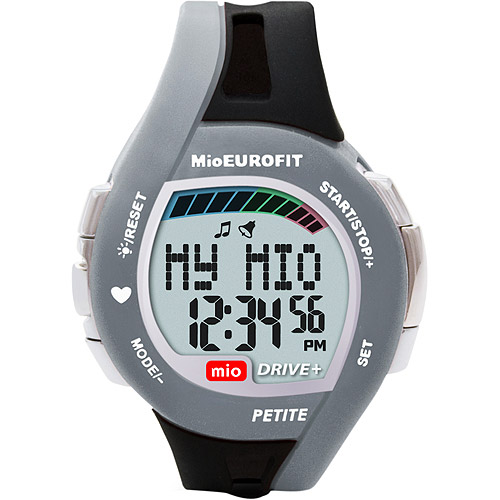 MioEUROFIT
/RESET
START/STOP/+
MY MIO
12:34 56
PM
MODE/-
SET
mio DRIVE+
PETITE